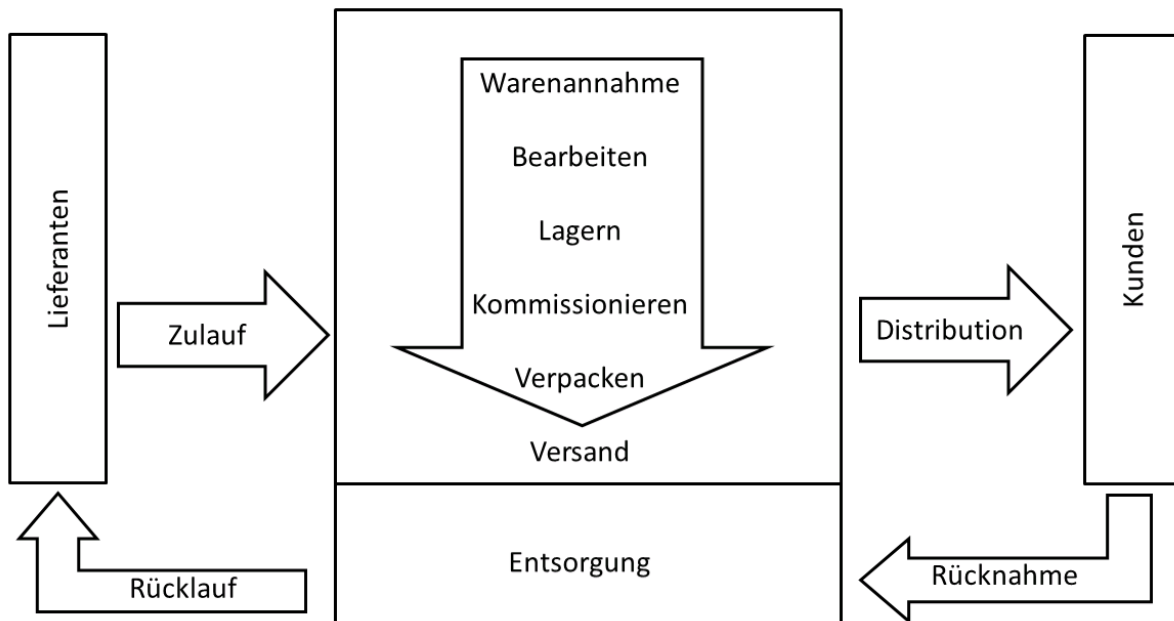 Lieferanten
Zulauf
Warenannahme
Bearbeiten
Lagern
Kommissionieren
Verpacken
Versand
Distribution
Kunden
Rücklauf
Entsorgung
Rücknahme